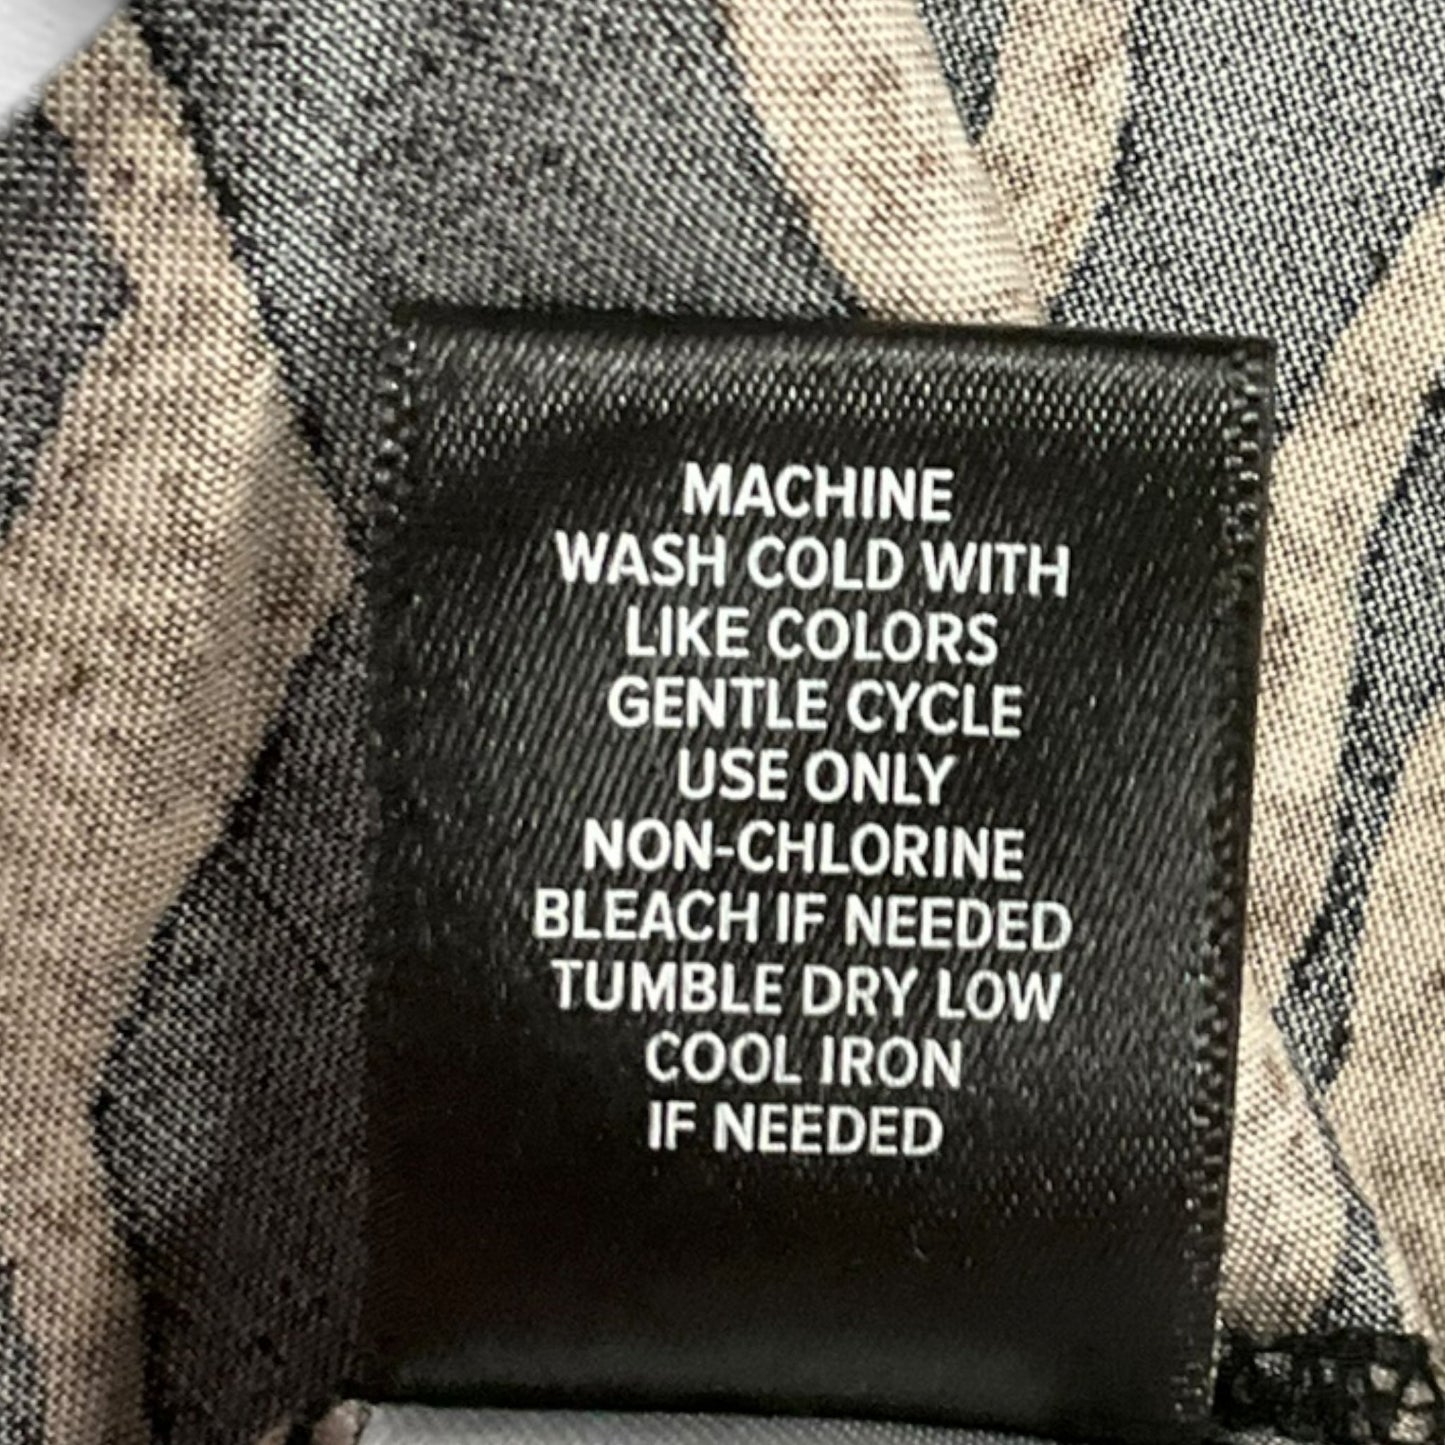 MACHINE
WASH COLD WITH
LIKE COLORS
GENTLE CYCLE
USE ONLY
NON-CHLORINE
BLEACH IF NEEDED
TUMBLE DRY LOW
COOL IRON
IF NEEDED